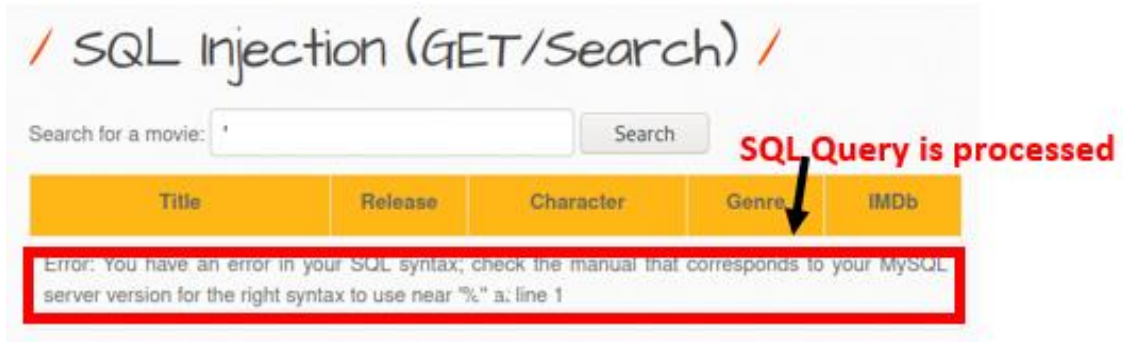 / SQL Injection (GET/Search) /
Search for a movie: ' Search
SQL Query is processed
Title Release Character Genre IMDb
Error: You have an error in your SQL syntax; check the manual that corresponds to your MySQL
server version for the right syntax to use near '%'' a: line 1